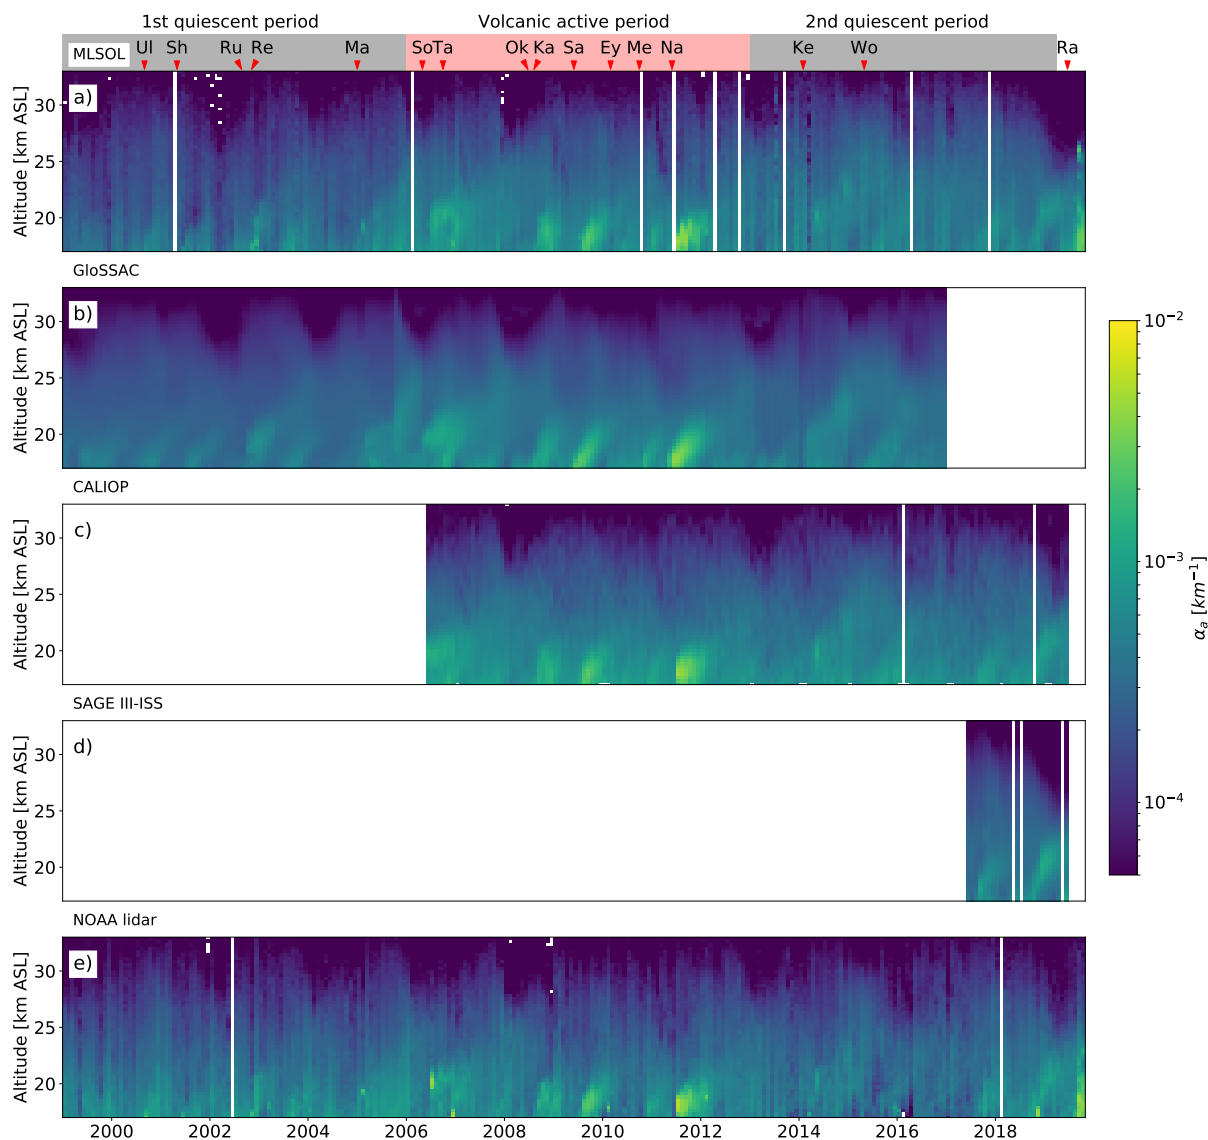 1st quiescent period Volcanic active period 2nd quiescent period
MLSOL Ul Sh Ru Re Ma So Ta Ok Ka Sa Ey Me Na Ke Wo Ra
a)
30
25
20
Altitude [km ASL]
GloSSAC
b)
30
25
20
Altitude [km ASL]
CALIOP
c)
30
25
20
Altitude [km ASL]
SAGE III-ISS
d)
30
25
20
Altitude [km ASL]
NOAA lidar
e)
30
25
20
Altitude [km ASL]
2000 2002 2004 2006 2008 2010 2012 2014 2016 2018
10⁻²
10⁻³
10⁻⁴
αₐ [km⁻¹]